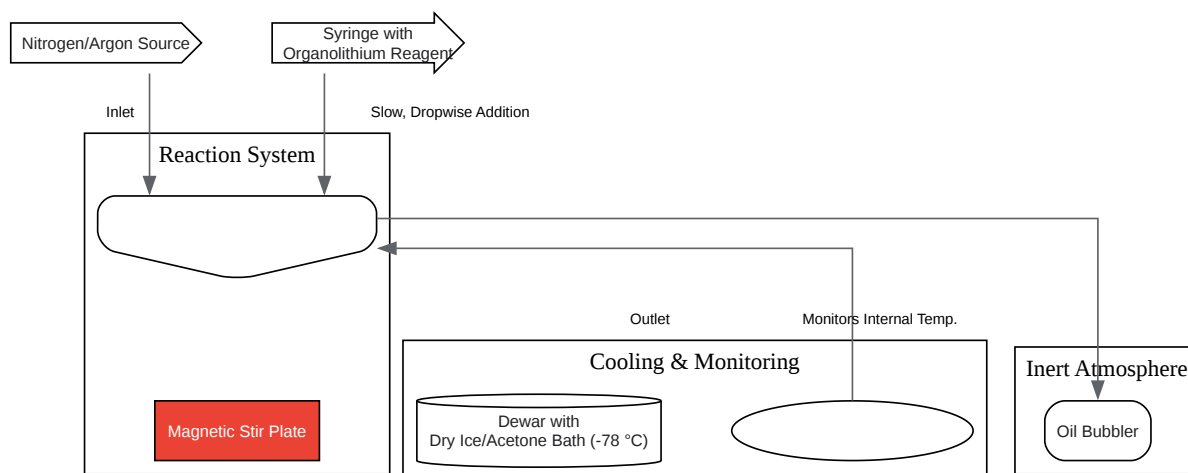 Nitrogen/Argon Source
Syringe with
Organolithium Reagent
Inlet
Slow, Dropwise Addition
Reaction System
Outlet
Monitors Internal Temp.
Cooling & Monitoring
Inert Atmosphere
Dewar with
Dry Ice/Acetone Bath (-78 °C)
Magnetic Stir Plate
Oil Bubbler